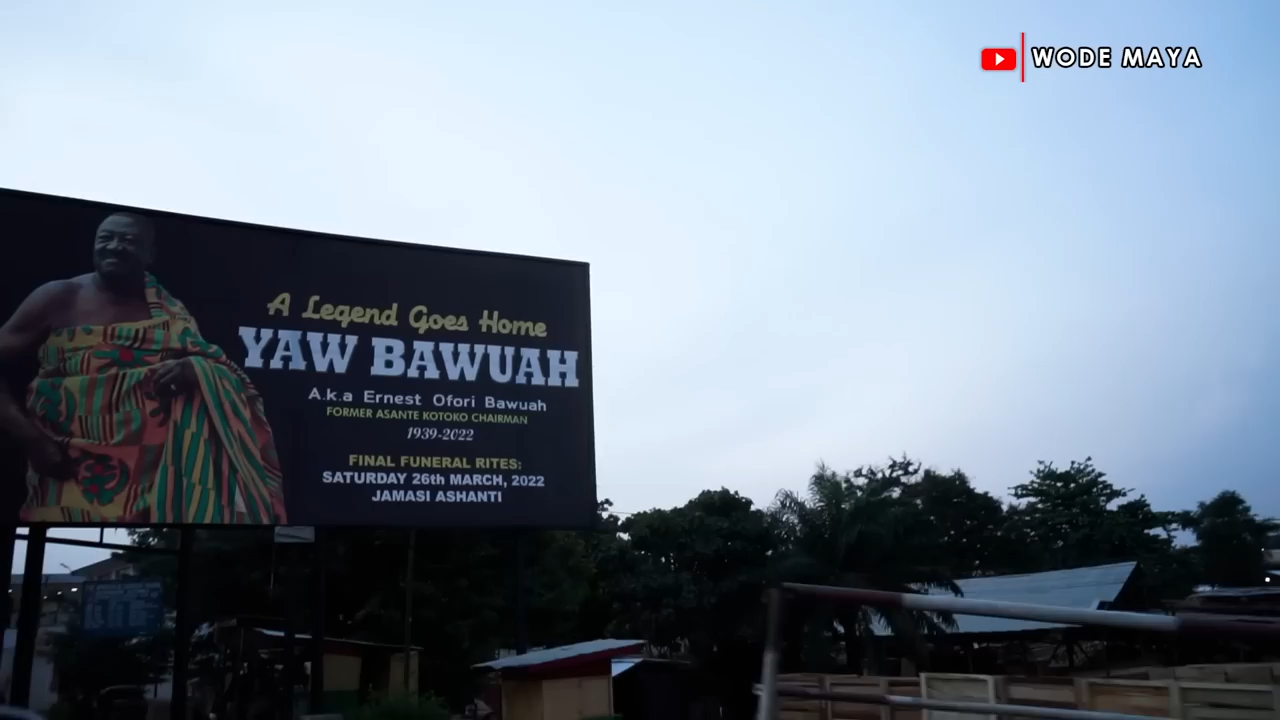 WODE MAYA
A Legend Goes Home
YAW BAWUAH
A.k.a Ernest Ofori Bawuah
FORMER ASANTE KOTOKO CHAIRMAN
1939-2022
FINAL FUNERAL RITES:
SATURDAY 26th MARCH, 2022
JAMASI ASHANTI